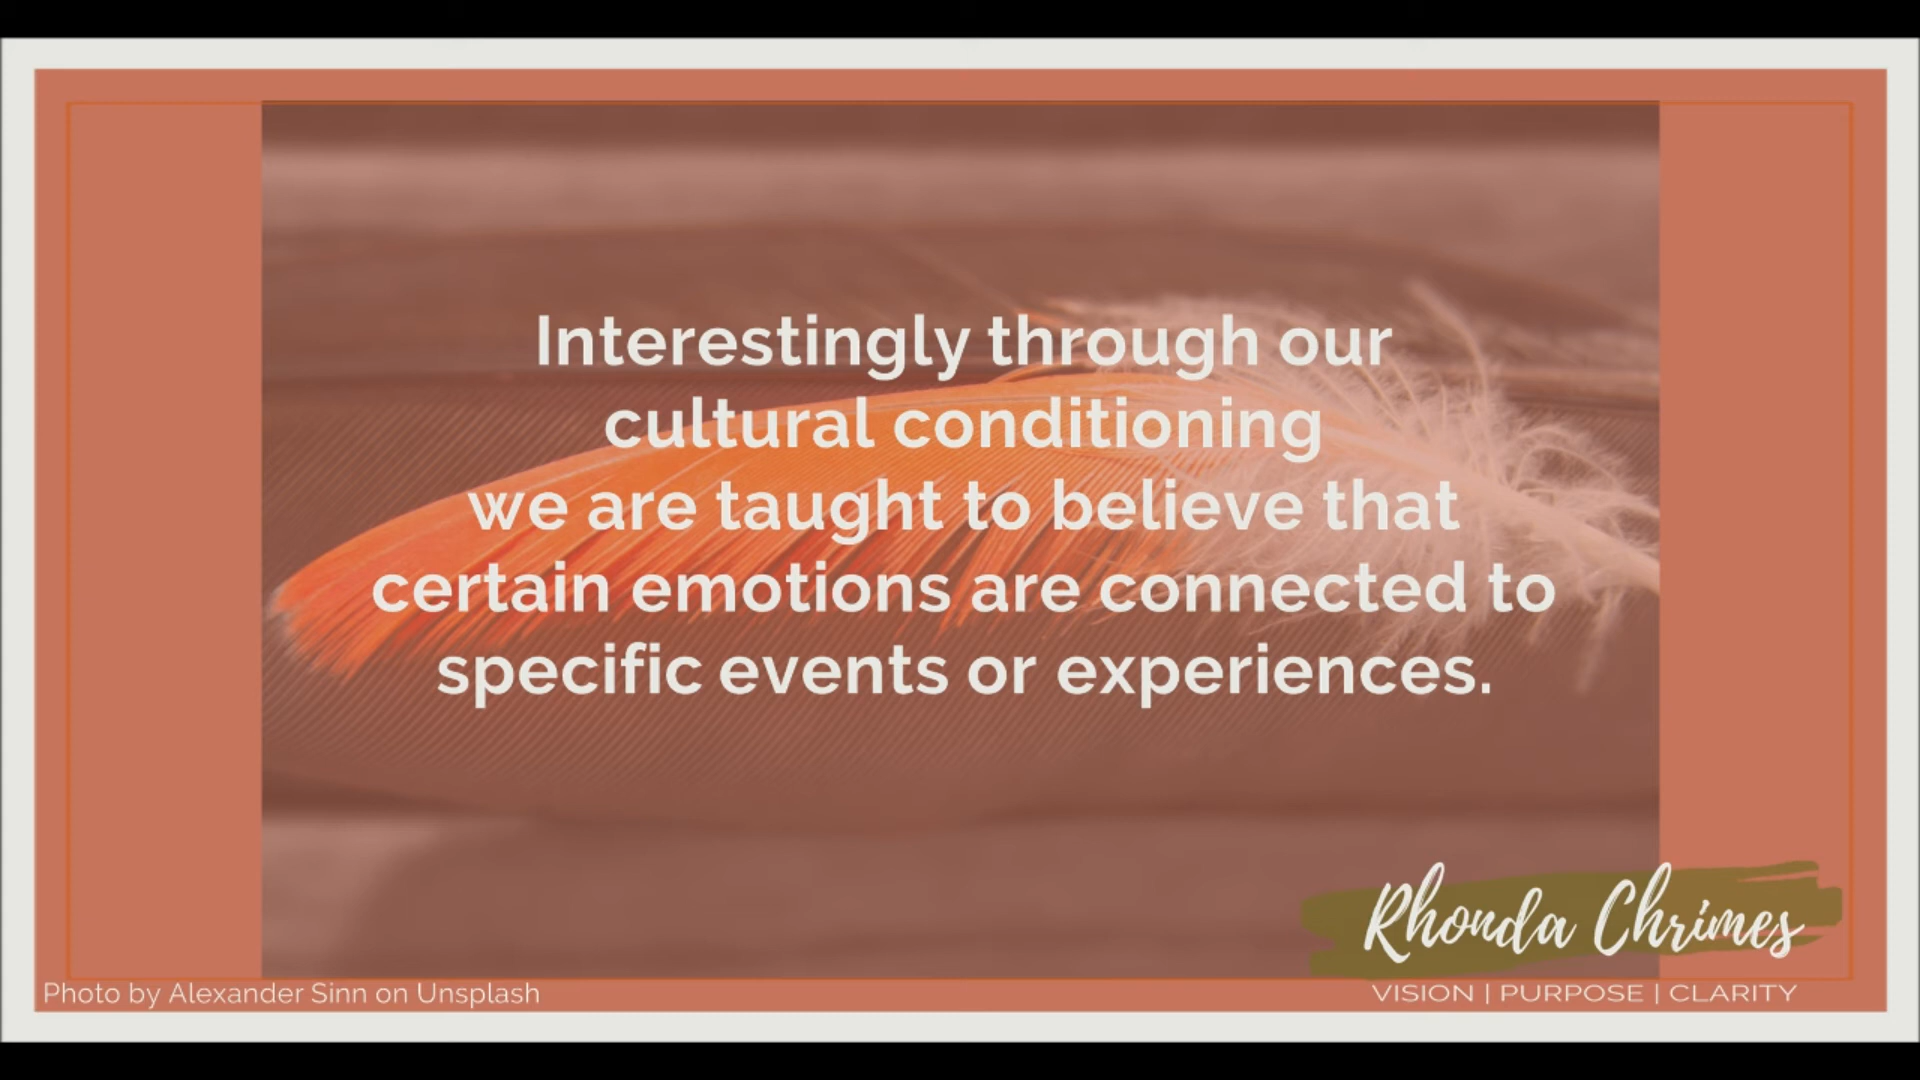 Interestingly through our
cultural conditioning
we are taught to believe that
certain emotions are connected to
specific events or experiences.
Rhonda Chrimes
Photo by Alexander Sinn on Unsplash
VISION | PURPOSE | CLARITY